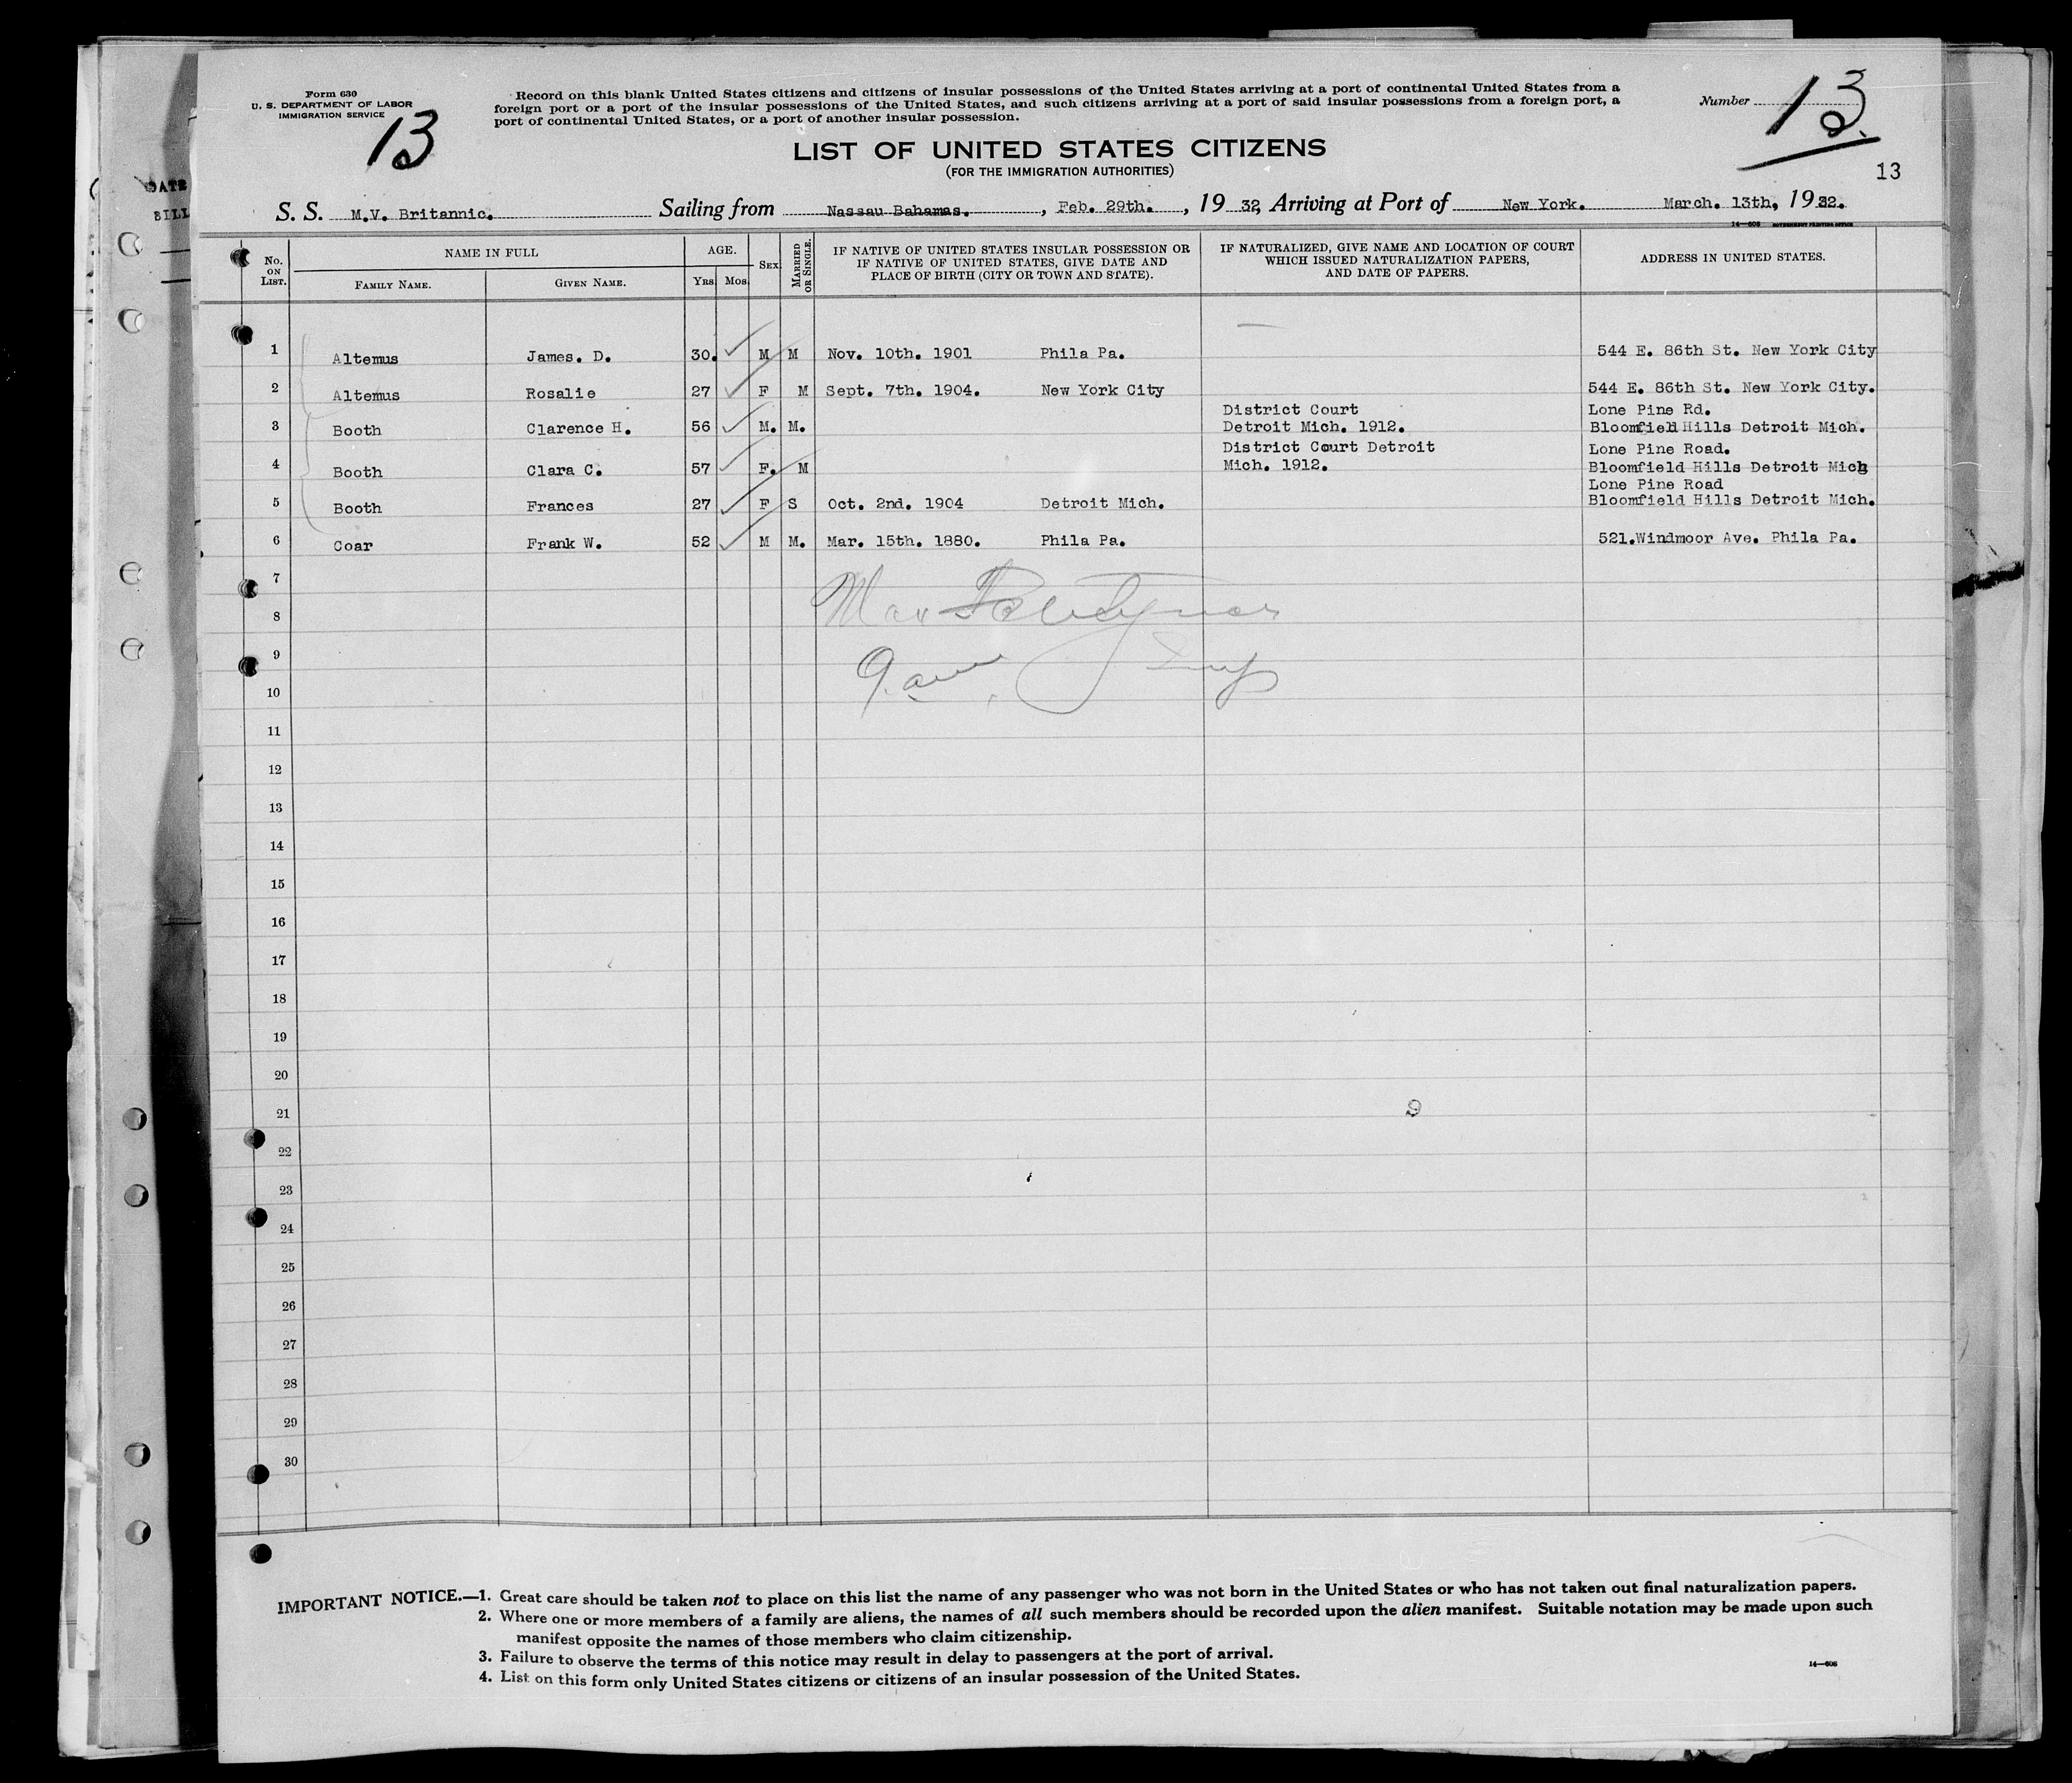 Form 630
U. S. DEPARTMENT OF LABOR
IMMIGRATION SERVICE
13
Record on this blank United States citizens and citizens of insular possessions of the United States arriving at a port of continental United States from a
foreign port or a port of the insular possessions of the United States, and such citizens arriving at a port of said insular possessions from a foreign port, a
port of continental United States, or a port of another insular possession.
Number 13
LIST OF UNITED STATES CITIZENS
(FOR THE IMMIGRATION AUTHORITIES)
13
DATE
BILL
S. S. M.V. Britannic. Sailing from Nassau Bahamas. , Feb. 29th. , 19 32, Arriving at Port of New York. March. 13th, 1932.
14—606 GOVERNMENT PRINTING OFFICE
No. ON LIST.
NAME IN FULL
FAMILY NAME.
GIVEN NAME.
AGE.
YRS. MOS.
SEX
MARRIED OR SINGLE.
IF NATIVE OF UNITED STATES INSULAR POSSESSION OR
IF NATIVE OF UNITED STATES, GIVE DATE AND
PLACE OF BIRTH (CITY OR TOWN AND STATE).
IF NATURALIZED, GIVE NAME AND LOCATION OF COURT
WHICH ISSUED NATURALIZATION PAPERS,
AND DATE OF PAPERS.
ADDRESS IN UNITED STATES.
1 Altemus James. D. 30. M M Nov. 10th. 1901 Phila Pa. 544 E. 86th St. New York City
2 Altemus Rosalie 27 F M Sept. 7th. 1904. New York City 544 E. 86th St. New York City.
District Court Lone Pine Rd.
3 Booth Clarence H. 56 M. M. Detroit Mich. 1912. Bloomfield Hills Detroit Mich.
District Court Detroit Lone Pine Road.
4 Booth Clara C. 57 F. M Mich. 1912. Bloomfield Hills Detroit Mich
Lone Pine Road
5 Booth Frances 27 F S Oct. 2nd. 1904 Detroit Mich. Bloomfield Hills Detroit Mich.
6 Coar Frank W. 52 M M. Mar. 15th. 1880. Phila Pa. 521.Windmoor Ave. Phila Pa.
7
8
9
10
11
12
13
14
15
16
17
18
19
20
21
22
23
24
25
26
27
28
29
30
IMPORTANT NOTICE.—1. Great care should be taken not to place on this list the name of any passenger who was not born in the United States or who has not taken out final naturalization papers.
2. Where one or more members of a family are aliens, the names of all such members should be recorded upon the alien manifest. Suitable notation may be made upon such
manifest opposite the names of those members who claim citizenship.
3. Failure to observe the terms of this notice may result in delay to passengers at the port of arrival.
4. List on this form only United States citizens or citizens of an insular possession of the United States.
14—606